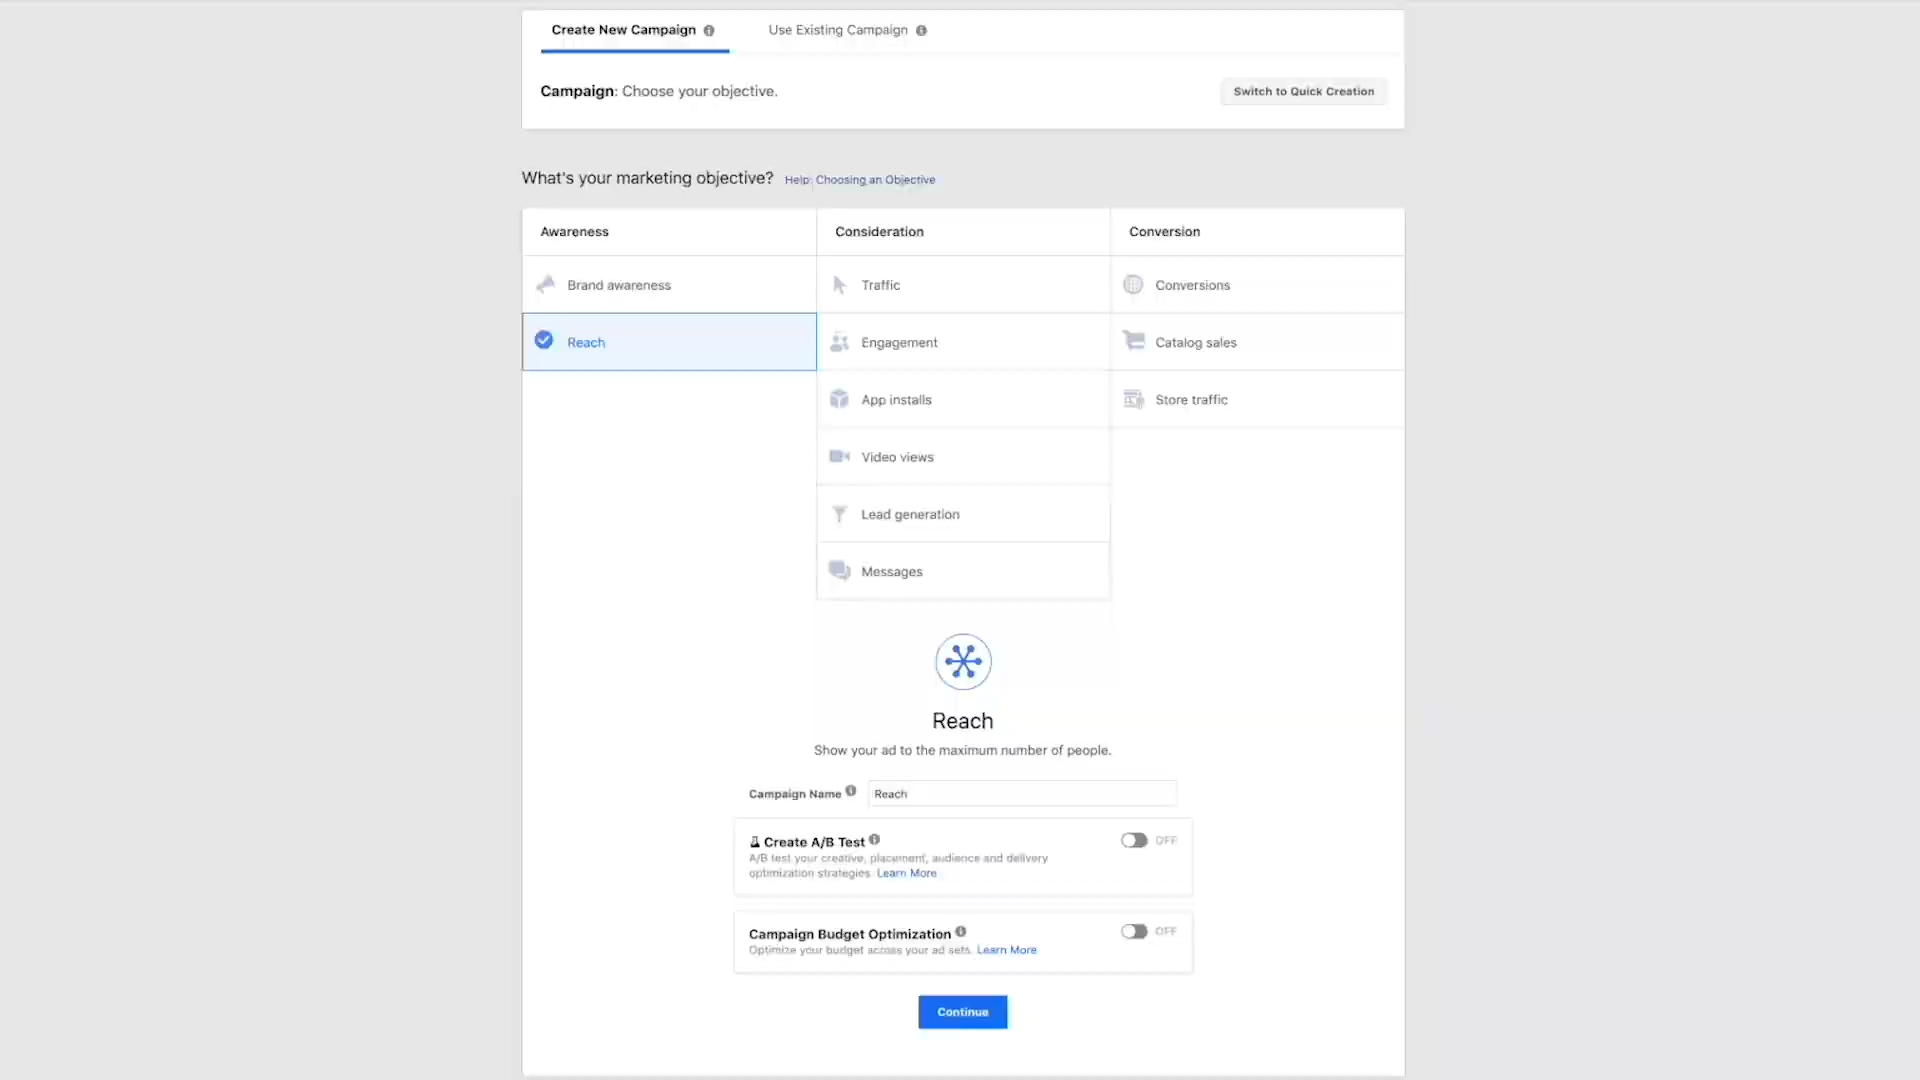 Create New Campaign
Use Existing Campaign
Campaign: Choose your objective.
Switch to Quick Creation
What's your marketing objective? Help: Choosing an Objective
Awareness
Consideration
Conversion
Brand awareness
Traffic
Conversions
Reach
Engagement
Catalog sales
App installs
Store traffic
Video views
Lead generation
Messages
Reach
Show your ad to the maximum number of people.
Campaign Name
Reach
Create A/B Test
OFF
A/B test your creative, placement, audience and delivery
optimization strategies. Learn More
Campaign Budget Optimization
OFF
Optimize your budget across your ad sets. Learn More
Continue